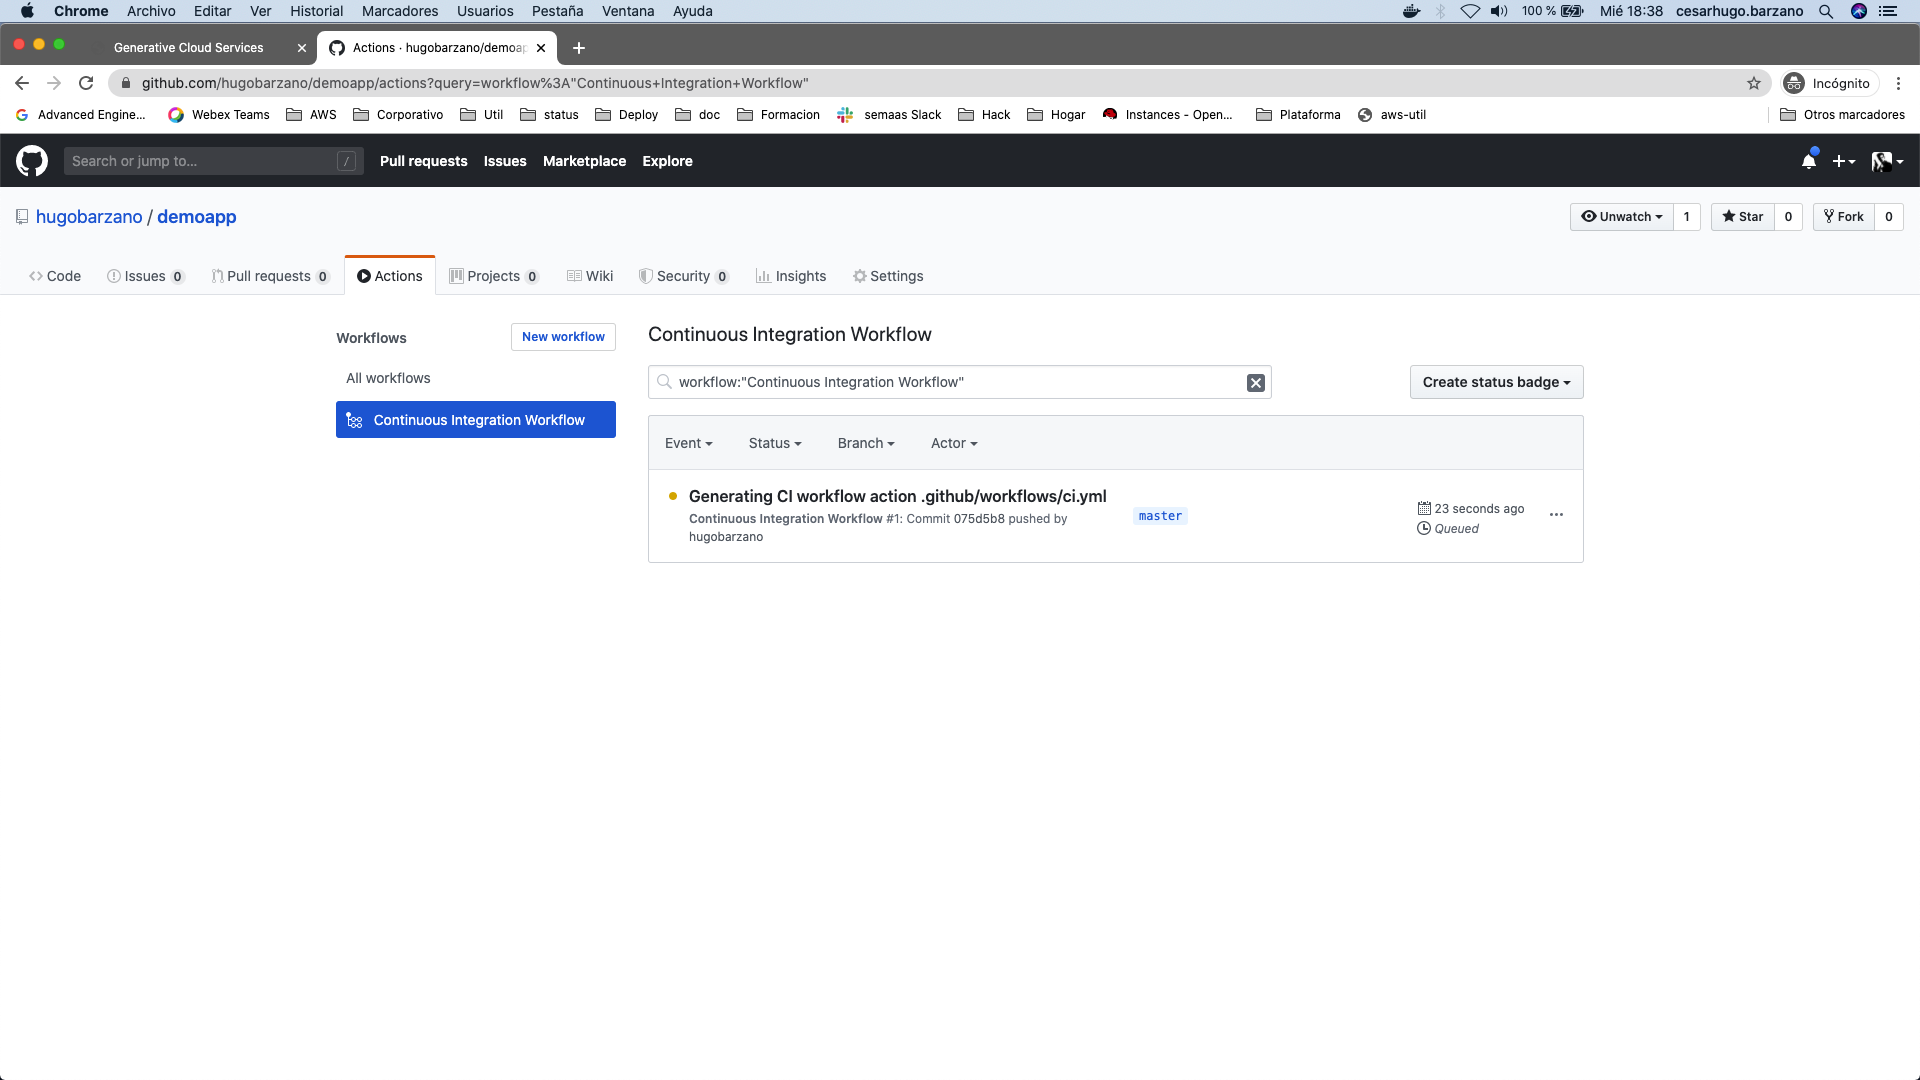 Chrome Archivo Editar Ver Historial Marcadores Usuarios Pestaña Ventana Ayuda 100 % Mié 18:38 cesarhugo.barzano
Generative Cloud Services Actions · hugobarzano/demoap
github.com/hugobarzano/demoapp/actions?query=workflow%3A"Continuous+Integration+Workflow" Incógnito
Advanced Engine... Webex Teams AWS Corporativo Util status Deploy doc Formacion semaas Slack Hack Hogar Instances - Open... Plataforma aws-util Otros marcadores
Search or jump to... / Pull requests Issues Marketplace Explore
hugobarzano / demoapp Unwatch 1 Star 0 Fork 0
Code Issues 0 Pull requests 0 Actions Projects 0 Wiki Security 0 Insights Settings
Workflows New workflow
All workflows
Continuous Integration Workflow
Continuous Integration Workflow
workflow:"Continuous Integration Workflow" Create status badge
Event Status Branch Actor
Generating CI workflow action .github/workflows/ci.yml
Continuous Integration Workflow #1: Commit 075d5b8 pushed by
hugobarzano
master
23 seconds ago
Queued